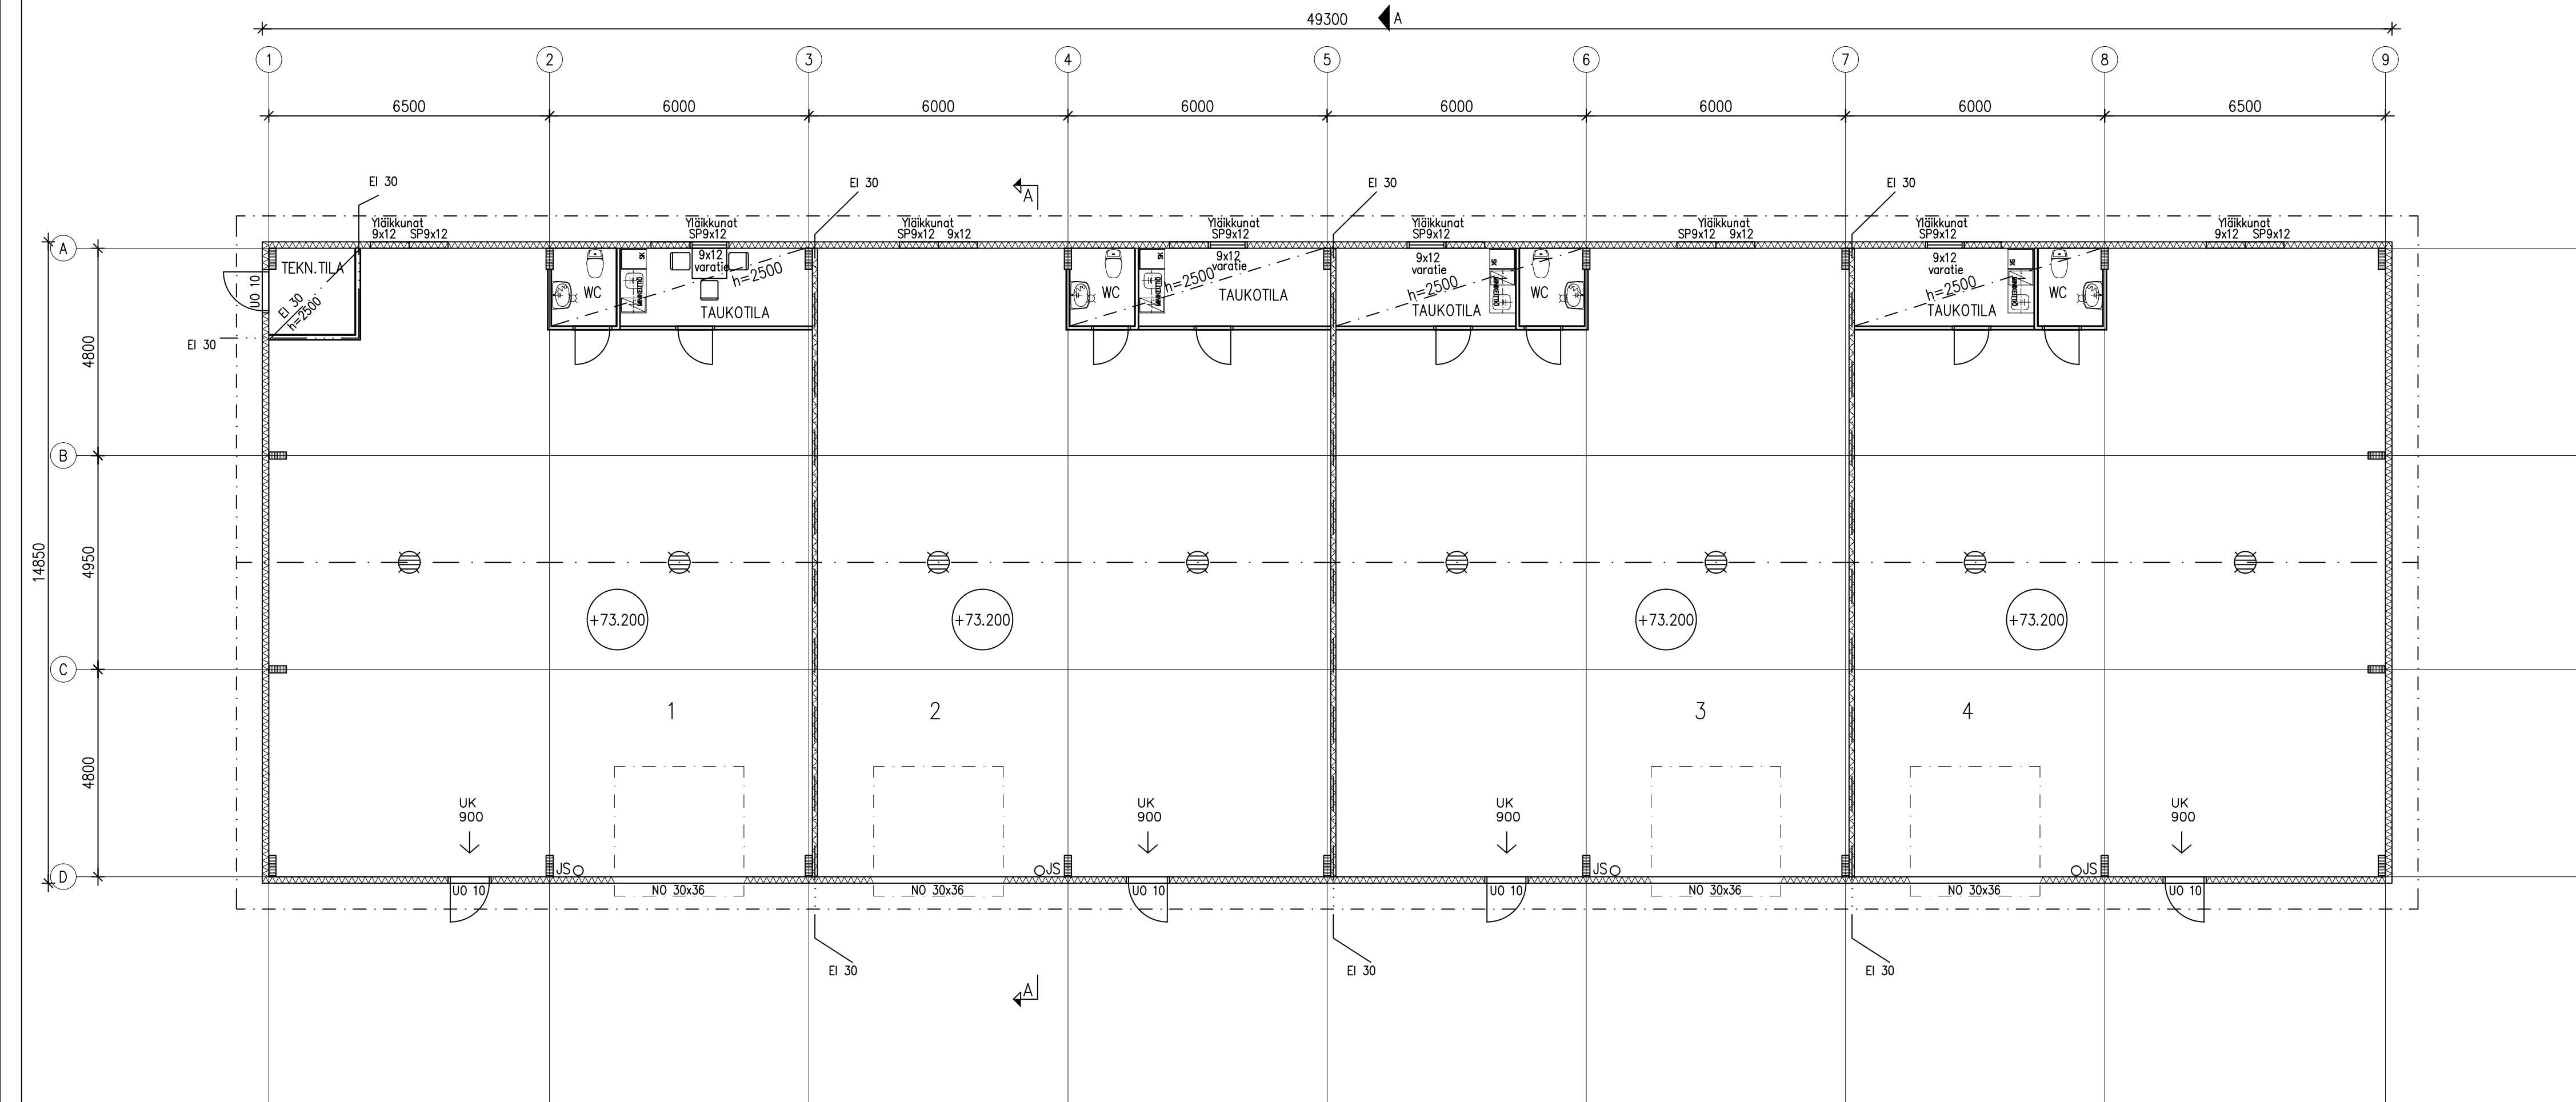 49300
A
1
2
3
4
5
6
7
8
9
6500
6000
6000
6000
6000
6000
6000
6500
EI 30
EI 30
EI 30
EI 30
A
Yläikkunat
9x12 SP9x12
Yläikkunat
SP9x12
Yläikkunat
SP9x12 9x12
Yläikkunat
SP9x12
Yläikkunat
SP9x12
Yläikkunat
SP9x12 9x12
Yläikkunat
SP9x12
Yläikkunat
9x12 SP9x12
A
TEKN.TILA
UO 10
EI 30
h=2500
EI 30
WC
SK
9x12
varatie
h=2500
TAUKOTILA
WC
SK
9x12
varatie
h=2500
TAUKOTILA
9x12
varatie
h=2500
TAUKOTILA
SK
WC
9x12
varatie
h=2500
TAUKOTILA
SK
WC
4800
B
14850
4950
+73.200
+73.200
+73.200
+73.200
C
1
2
3
4
4800
UK
900
UK
900
UK
900
UK
900
D
JS
JS
JS
JS
UO 10
NO 30x36
NO 30x36
UO 10
UO 10
NO 30x36
NO 30x36
UO 10
EI 30
EI 30
EI 30
A